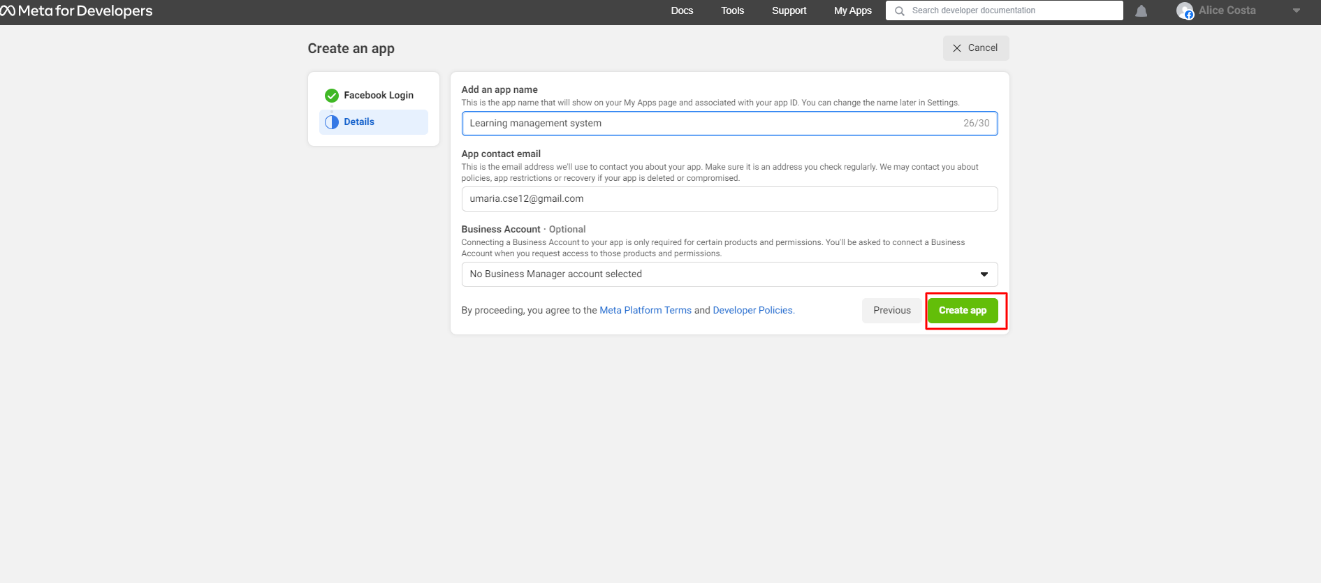 Meta for Developers
Docs
Tools
Support
My Apps
Search developer documentation
Alice Costa
Create an app
Cancel
Facebook Login
Details
Add an app name
This is the app name that will show on your My Apps page and associated with your app ID. You can change the name later in Settings.
Learning management system
26/30
App contact email
This is the email address we'll use to contact you about your app. Make sure it is an address you check regularly. We may contact you about
policies, app restrictions or recovery if your app is deleted or compromised.
umaria.cse12@gmail.com
Business Account · Optional
Connecting a Business Account to your app is only required for certain products and permissions. You'll be asked to connect a Business
Account when you request access to those products and permissions.
No Business Manager account selected
By proceeding, you agree to the Meta Platform Terms and Developer Policies.
Previous
Create app